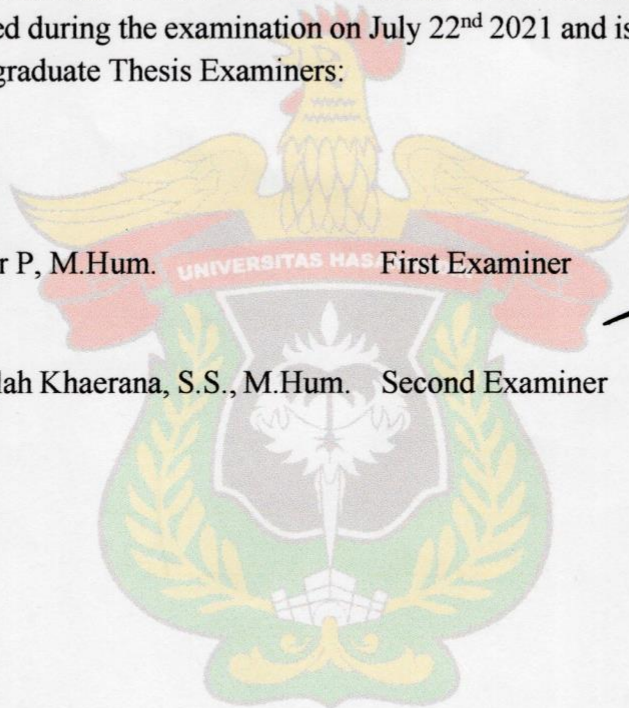 ed during the examination on July 22nd 2021 and is
graduate Thesis Examiners:
r P, M.Hum. First Examiner
UNIVERSITAS HASA
lah Khaerana, S.S., M.Hum. Second Examiner